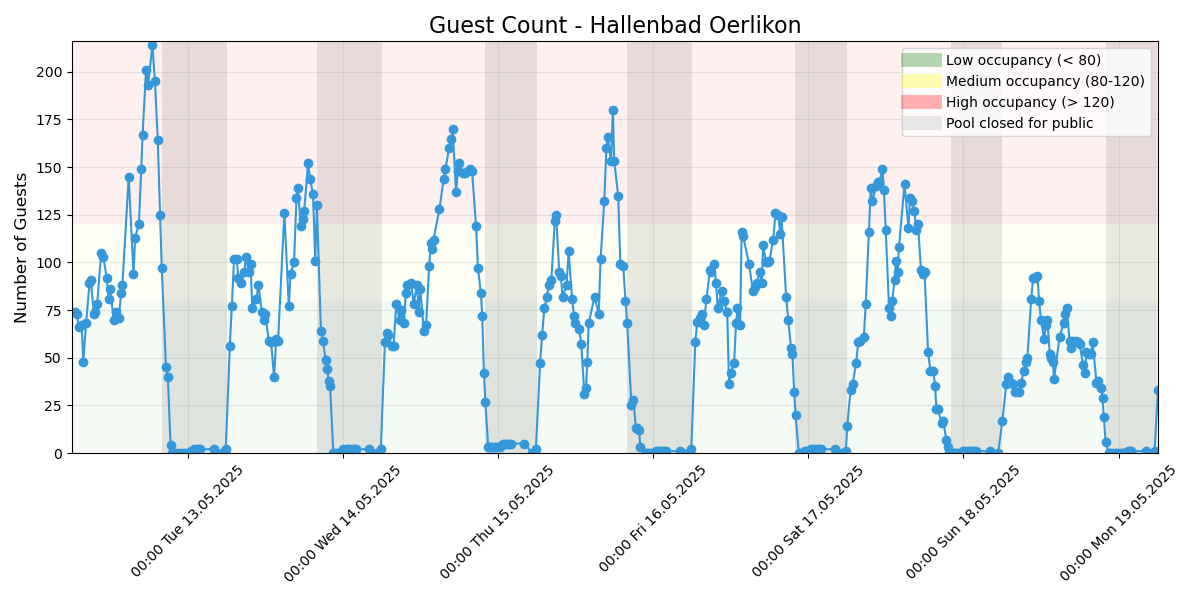 Guest Count - Hallenbad Oerlikon
Low occupancy (< 80)
Medium occupancy (80-120)
High occupancy (> 120)
Pool closed for public
Number of Guests
200
175
150
125
100
75
50
25
0
00:00 Tue 13.05.2025
00:00 Wed 14.05.2025
00:00 Thu 15.05.2025
00:00 Fri 16.05.2025
00:00 Sat 17.05.2025
00:00 Sun 18.05.2025
00:00 Mon 19.05.2025